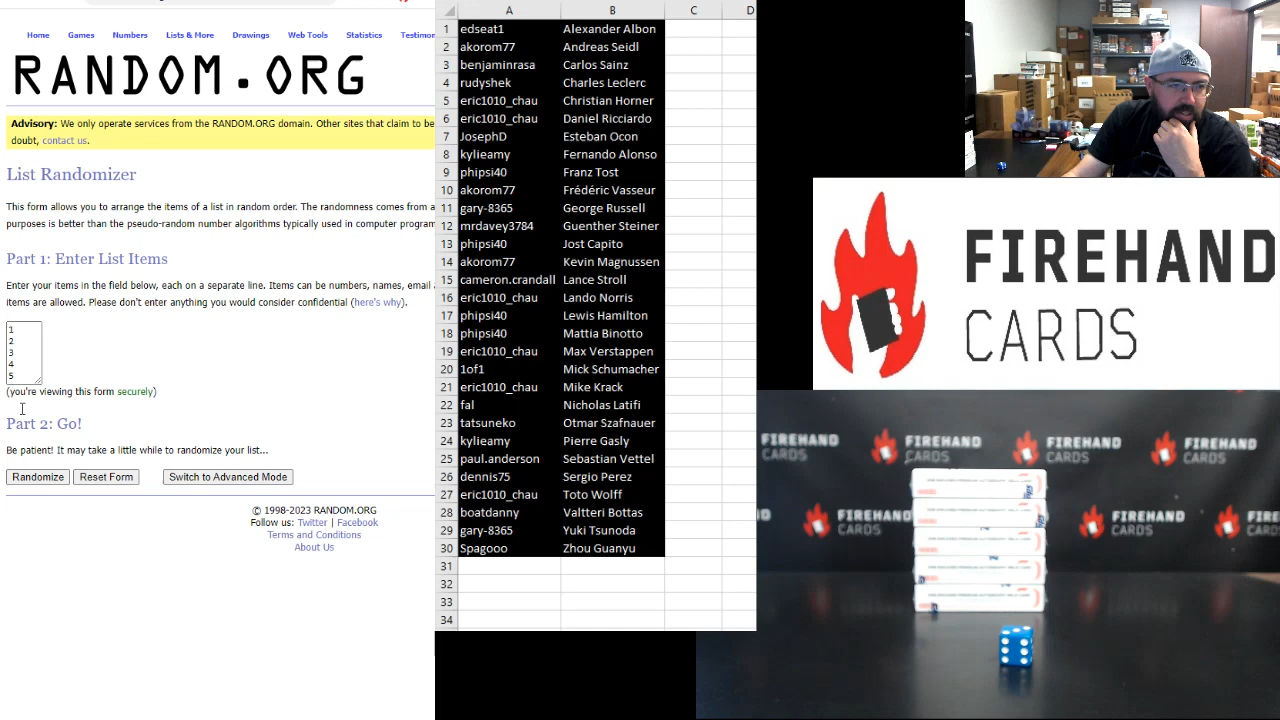 Home Games Numbers Lists & More Drawings Web Tools Statistics Testimor
RANDOM.ORG
Advisory: We only operate services from the RANDOM.ORG domain. Other sites that claim to be
doubt, contact us.
List Randomizer
This form allows you to arrange the items of a list in random order. The randomness comes from a
purposes is better than the pseudo-random number algorithms typically used in computer program
Part 1: Enter List Items
Enter your items in the field below, each on a separate line. Items can be numbers, names, email
items are allowed. Please don't enter anything you would consider confidential (here's why).
1
2
3
4
5
(you're viewing this form securely)
Part 2: Go!
Be patient! It may take a little while to randomize your list...
Randomize Reset Form Switch to Advanced Mode
© 1998-2023 RANDOM.ORG
Follow us: Twitter | Facebook
Terms and Conditions
About Us
A B C D
1 edseat1 Alexander Albon
2 akorom77 Andreas Seidl
3 benjaminrasa Carlos Sainz
4 rudyshek Charles Leclerc
5 eric1010_chau Christian Horner
6 eric1010_chau Daniel Ricciardo
7 JosephD Esteban Ocon
8 kylieamy Fernando Alonso
9 phipsi40 Franz Tost
10 akorom77 Frédéric Vasseur
11 gary-8365 George Russell
12 mrdavey3784 Guenther Steiner
13 phipsi40 Jost Capito
14 akorom77 Kevin Magnussen
15 cameron.crandall Lance Stroll
16 eric1010_chau Lando Norris
17 phipsi40 Lewis Hamilton
18 phipsi40 Mattia Binotto
19 eric1010_chau Max Verstappen
20 1of1 Mick Schumacher
21 eric1010_chau Mike Krack
22 fal Nicholas Latifi
23 tatsuneko Otmar Szafnauer
24 kylieamy Pierre Gasly
25 paul.anderson Sebastian Vettel
26 dennis75 Sergio Perez
27 eric1010_chau Toto Wolff
28 boatdanny Valtteri Bottas
29 gary-8365 Yuki Tsunoda
30 Spagooo Zhou Guanyu
31
32
33
34
FIREHAND
CARDS
FIREHAND
CARDS
FIREHAND
CARDS
FIREHAND
CARDS
FIREHAND
CARDS
FIREHAND
CARDS
FIREHAND
CARDS